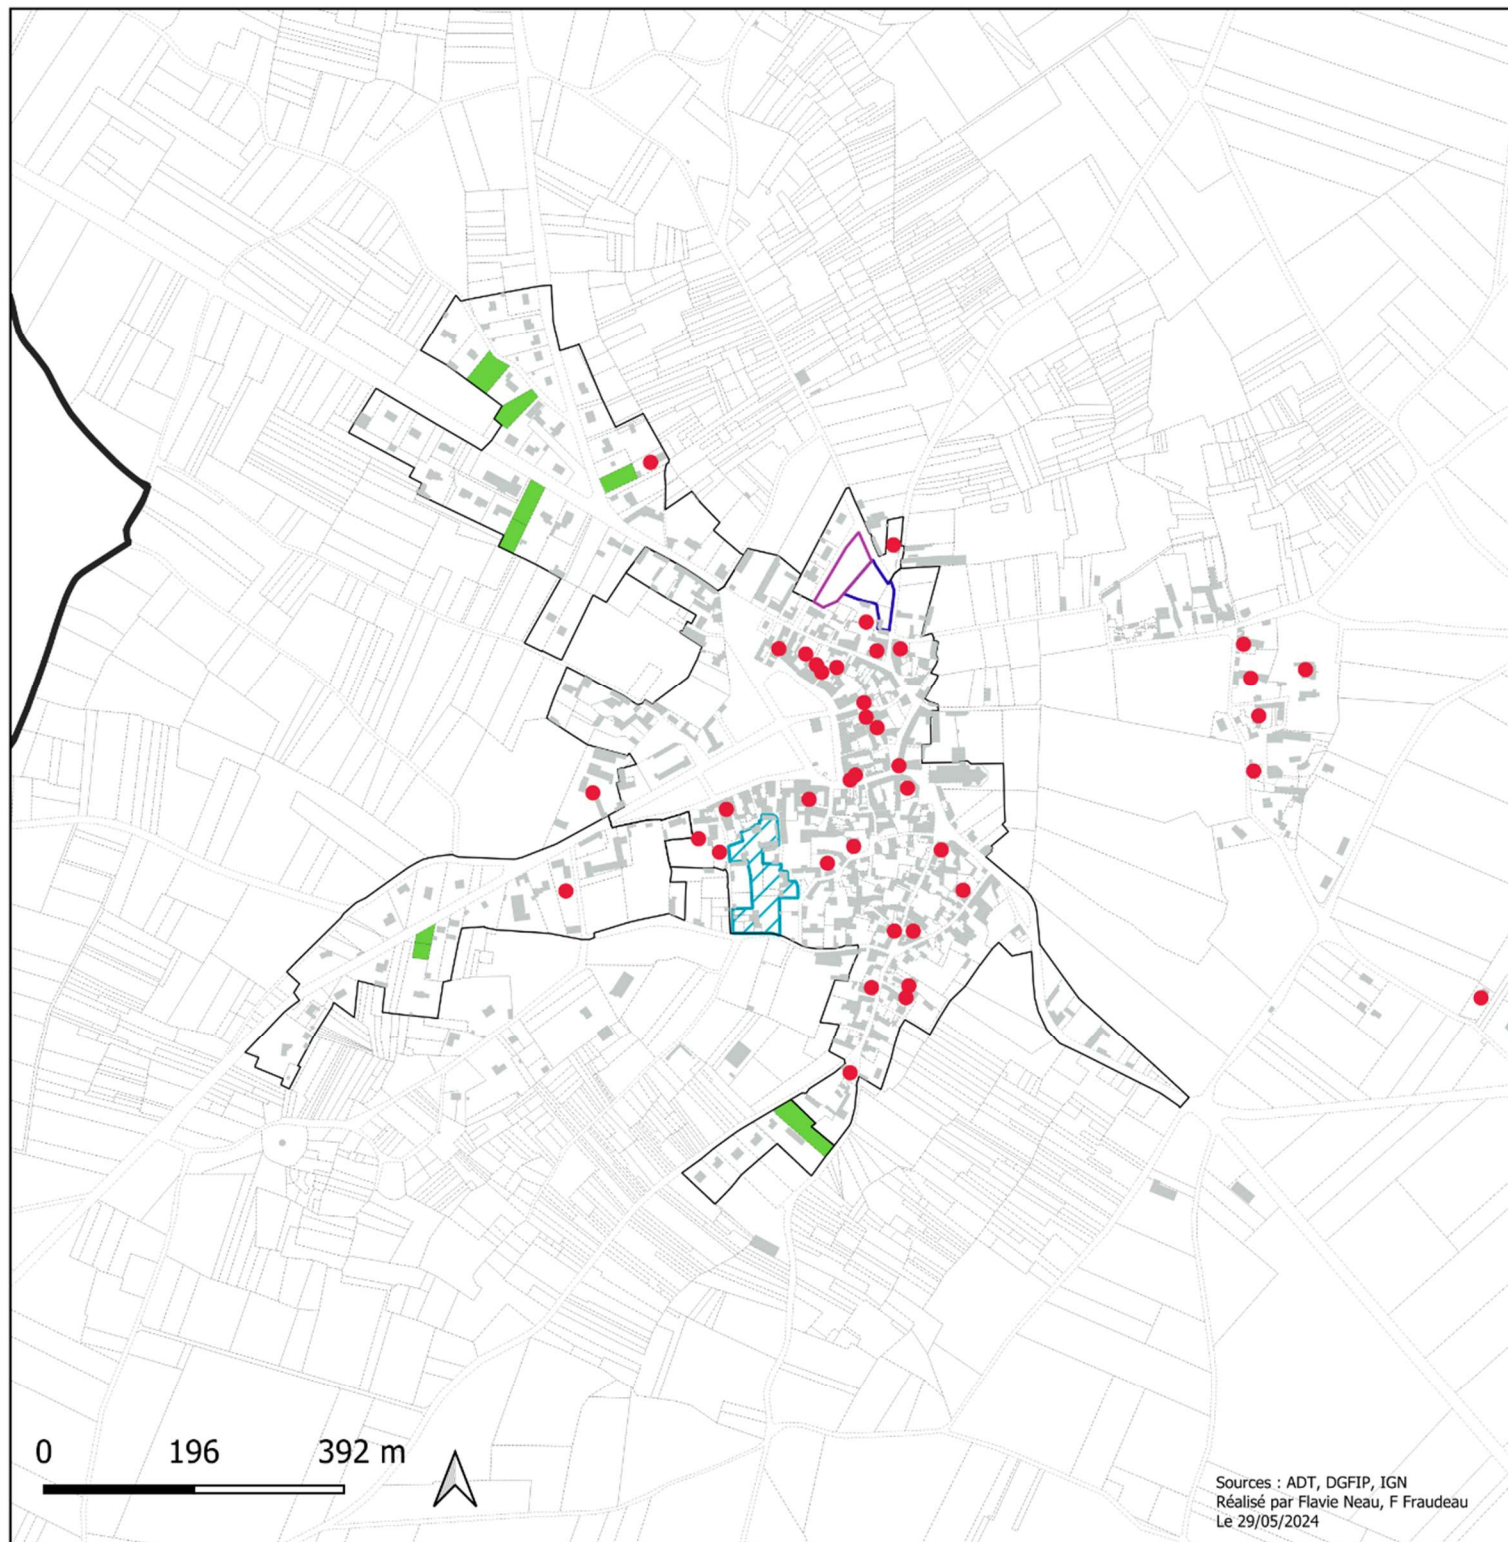 0 196 392 m
Sources : ADT, DGFIP, IGN
Réalisé par Flavie Neau, F Fraudeau
Le 29/05/2024